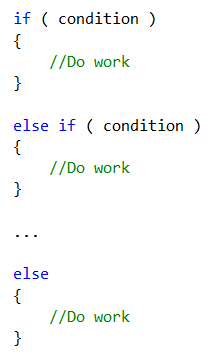 if ( condition )
{
    //Do work
}

else if ( condition )
{
    //Do work
}

...

else
{
    //Do work
}